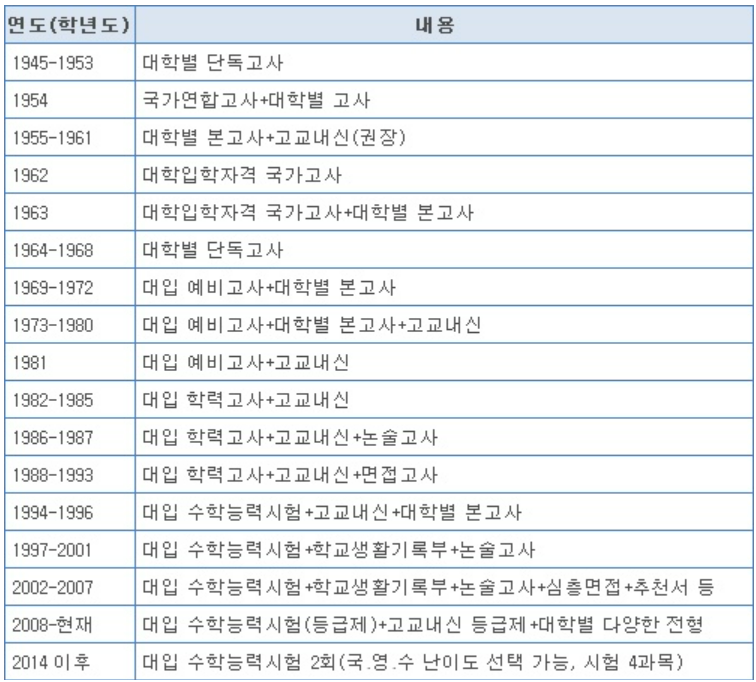 연도(학년도) 내용
1945-1953 대학별 단독고사
1954 국가연합고사+대학별 고사
1955-1961 대학별 본고사+고교내신(권장)
1962 대학입학자격 국가고사
1963 대학입학자격 국가고사+대학별 본고사
1964-1968 대학별 단독고사
1969-1972 대입 예비고사+대학별 본고사
1973-1980 대입 예비고사+대학별 본고사+고교내신
1981 대입 예비고사+고교내신
1982-1985 대입 학력고사+고교내신
1986-1987 대입 학력고사+고교내신+논술고사
1988-1993 대입 학력고사+고교내신+면접고사
1994-1996 대입 수학능력시험+고교내신+대학별 본고사
1997-2001 대입 수학능력시험+학교생활기록부+논술고사
2002-2007 대입 수학능력시험+학교생활기록부+논술고사+심층면접+추천서 등
2008-현재 대입 수학능력시험(등급제)+고교내신 등급제+대학별 다양한 전형
2014 이후 대입 수학능력시험 2회(국.영.수 난이도 선택 가능, 시험 4과목)